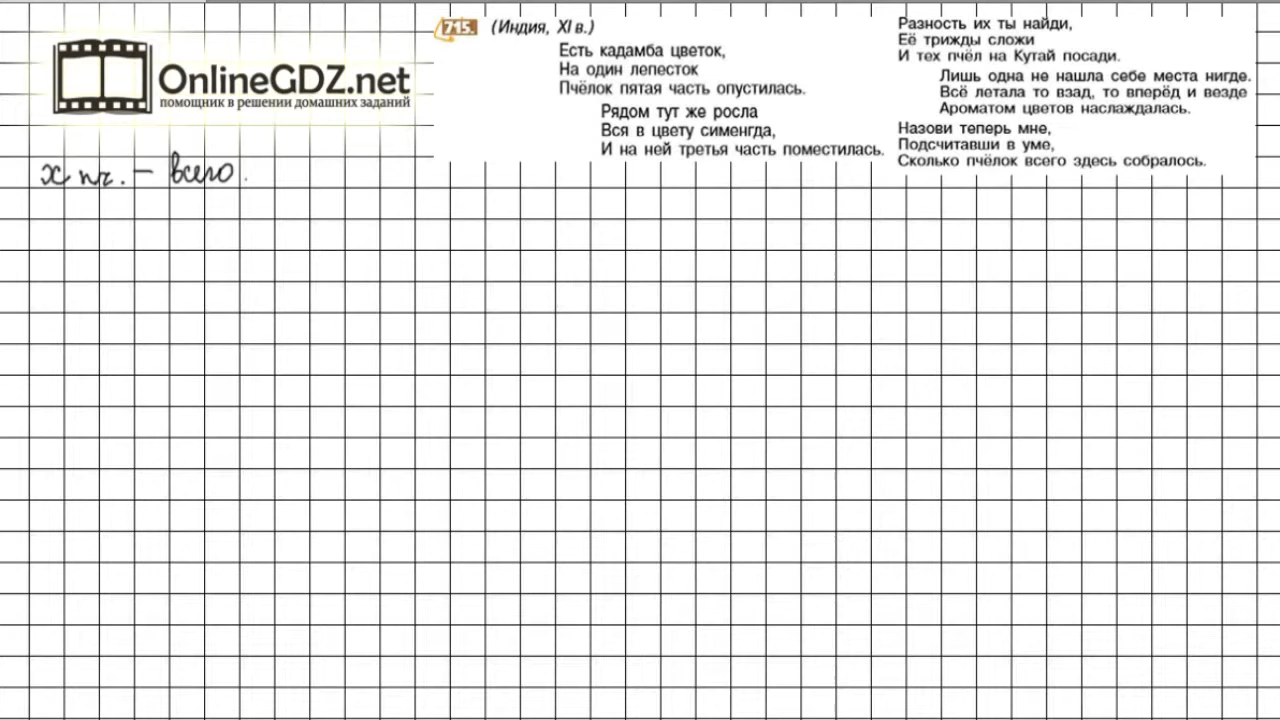 OnlineGDZ.net
помощник в решении домашних заданий
715. (Индия, XI в.)
Есть кадамба цветок,
На один лепесток
Пчёлок пятая часть опустилась.
Рядом тут же росла
Вся в цвету сименгда,
И на ней третья часть поместилась.
Разность их ты найди,
Её трижды сложи
И тех пчёл на Кутай посади.
Лишь одна не нашла себе места нигде.
Всё летала то взад, то вперёд и везде
Ароматом цветов наслаждалась.
Назови теперь мне,
Подсчитавши в уме,
Сколько пчёлок всего здесь собралось.
х пч. – всего.